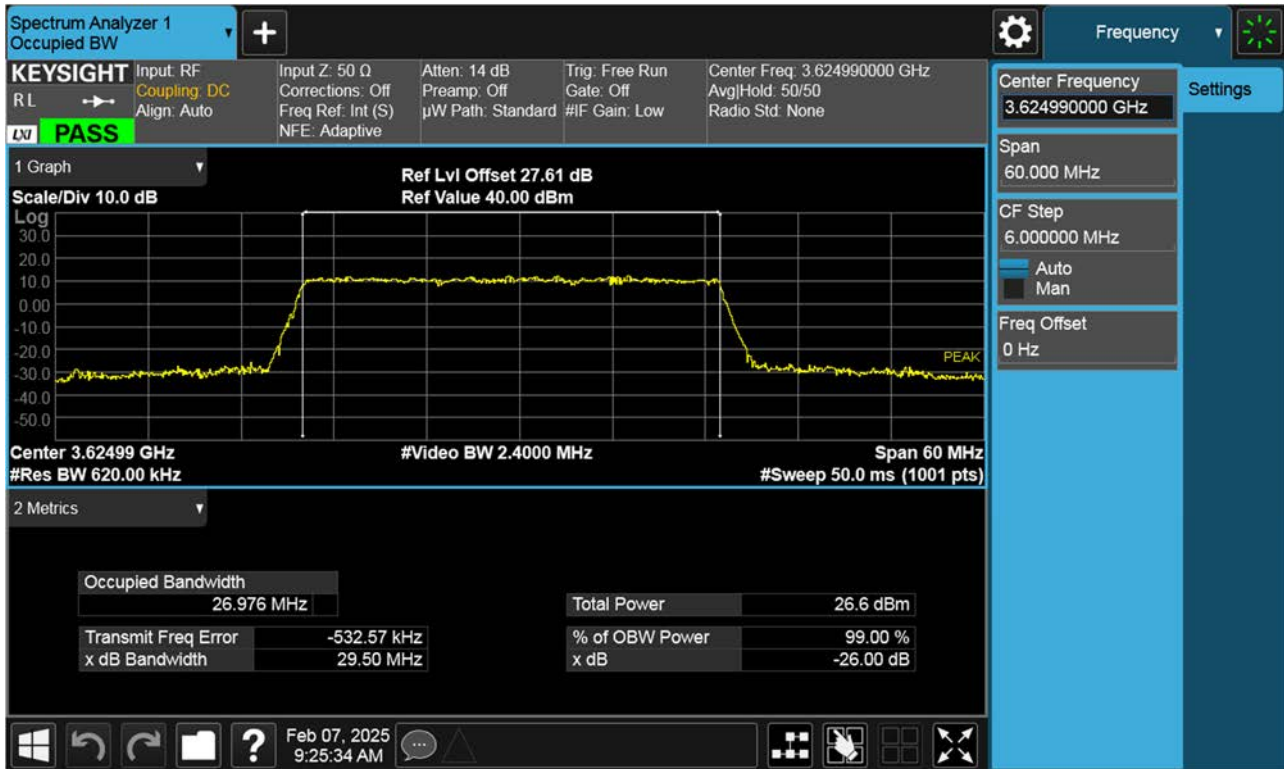 Spectrum Analyzer 1
Occupied BW
+
Frequency
KEYSIGHT
RL
LXI
PASS
Input: RF
Coupling: DC
Align: Auto
Input Z: 50 Ω
Corrections: Off
Freq Ref: Int (S)
NFE: Adaptive
Atten: 14 dB
Preamp: Off
µW Path: Standard
Trig: Free Run
Gate: Off
#IF Gain: Low
Center Freq: 3.624990000 GHz
Avg|Hold: 50/50
Radio Std: None
Center Frequency
3.624990000 GHz
Settings
Span
60.000 MHz
CF Step
6.000000 MHz
Auto
Man
Freq Offset
0 Hz
1 Graph
Scale/Div 10.0 dB
Ref Lvl Offset 27.61 dB
Ref Value 40.00 dBm
Log
30.0
20.0
10.0
0.00
-10.0
-20.0
-30.0
-40.0
-50.0
PEAK
Center 3.62499 GHz
#Video BW 2.4000 MHz
Span 60 MHz
#Res BW 620.00 kHz
#Sweep 50.0 ms (1001 pts)
2 Metrics
Occupied Bandwidth
26.976 MHz
Total Power 26.6 dBm
Transmit Freq Error -532.57 kHz
% of OBW Power 99.00 %
x dB Bandwidth 29.50 MHz
x dB -26.00 dB
?
Feb 07, 2025
9:25:34 AM